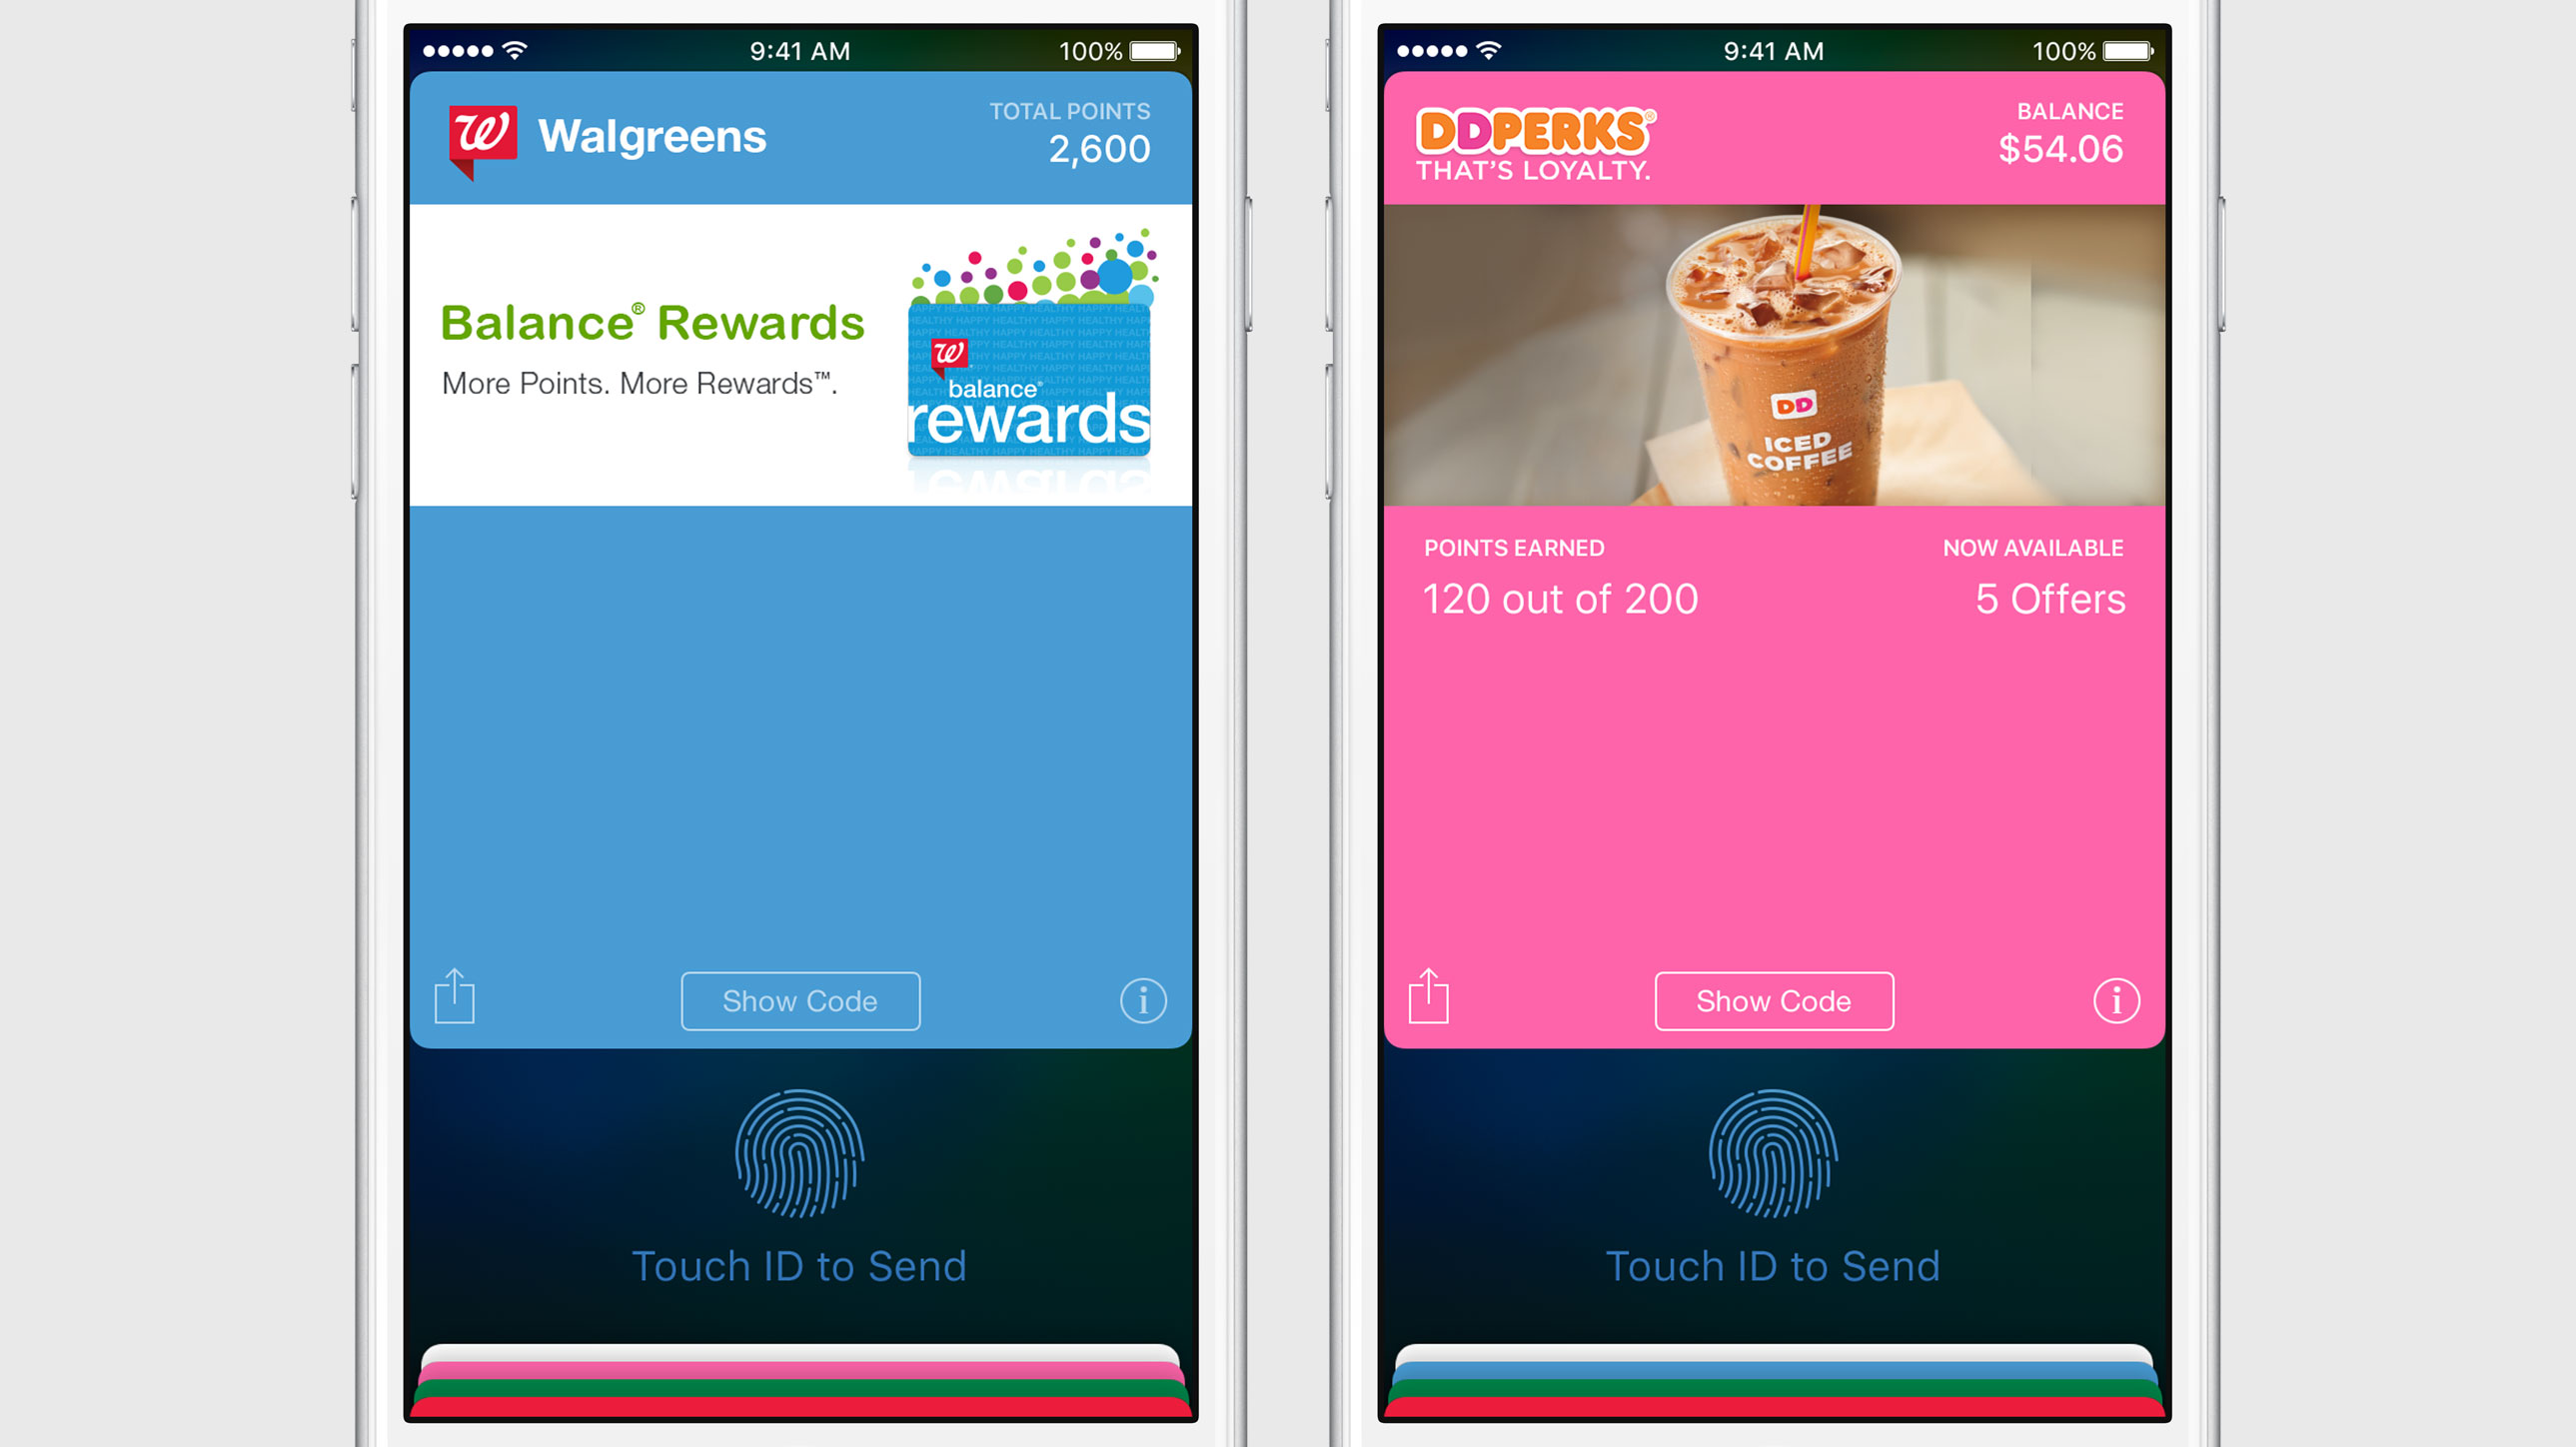 9:41 AM
100%
W
Walgreens
TOTAL POINTS
2,600
Balance® Rewards
More Points. More Rewards™.
W
balance®
rewards
Show Code
Touch ID to Send
9:41 AM
100%
DDPERKS®
THAT'S LOYALTY.
BALANCE
$54.06
DD
ICED
COFFEE
POINTS EARNED
NOW AVAILABLE
120 out of 200
5 Offers
Show Code
Touch ID to Send